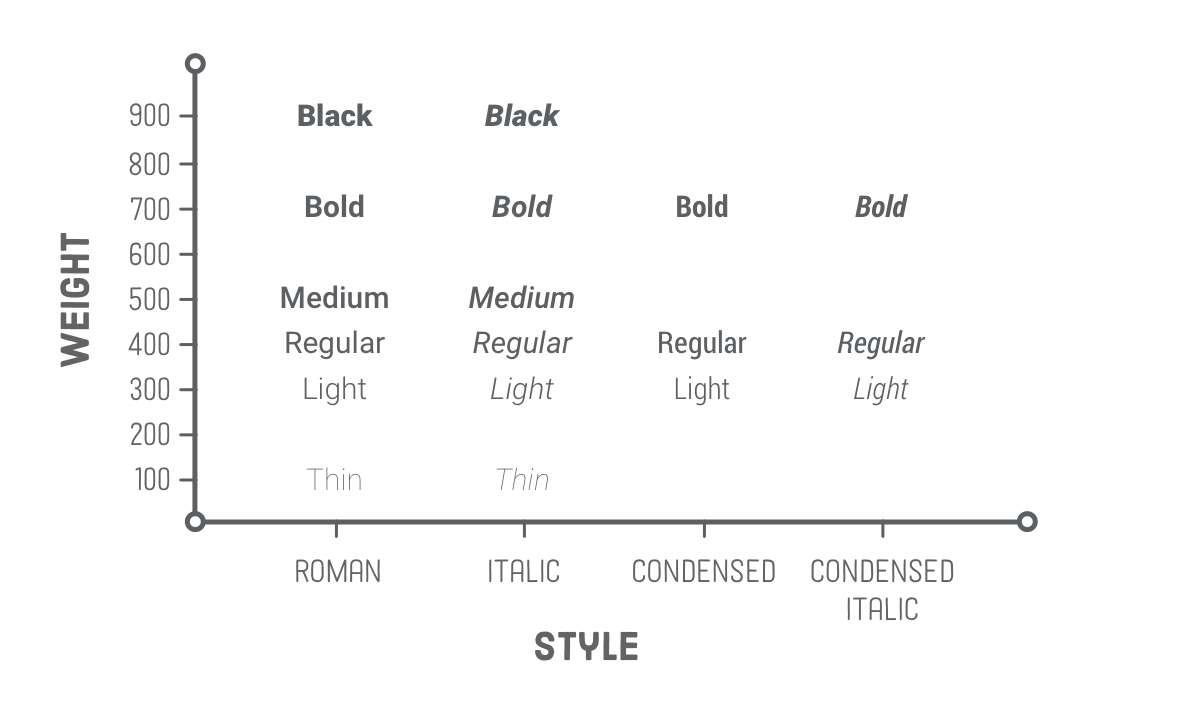 900 Black Black
800
700 Bold Bold Bold Bold
600
500 Medium Medium
400 Regular Regular Regular Regular
300 Light Light Light Light
200
100 Thin Thin
WEIGHT
ROMAN ITALIC CONDENSED CONDENSED
ITALIC
STYLE